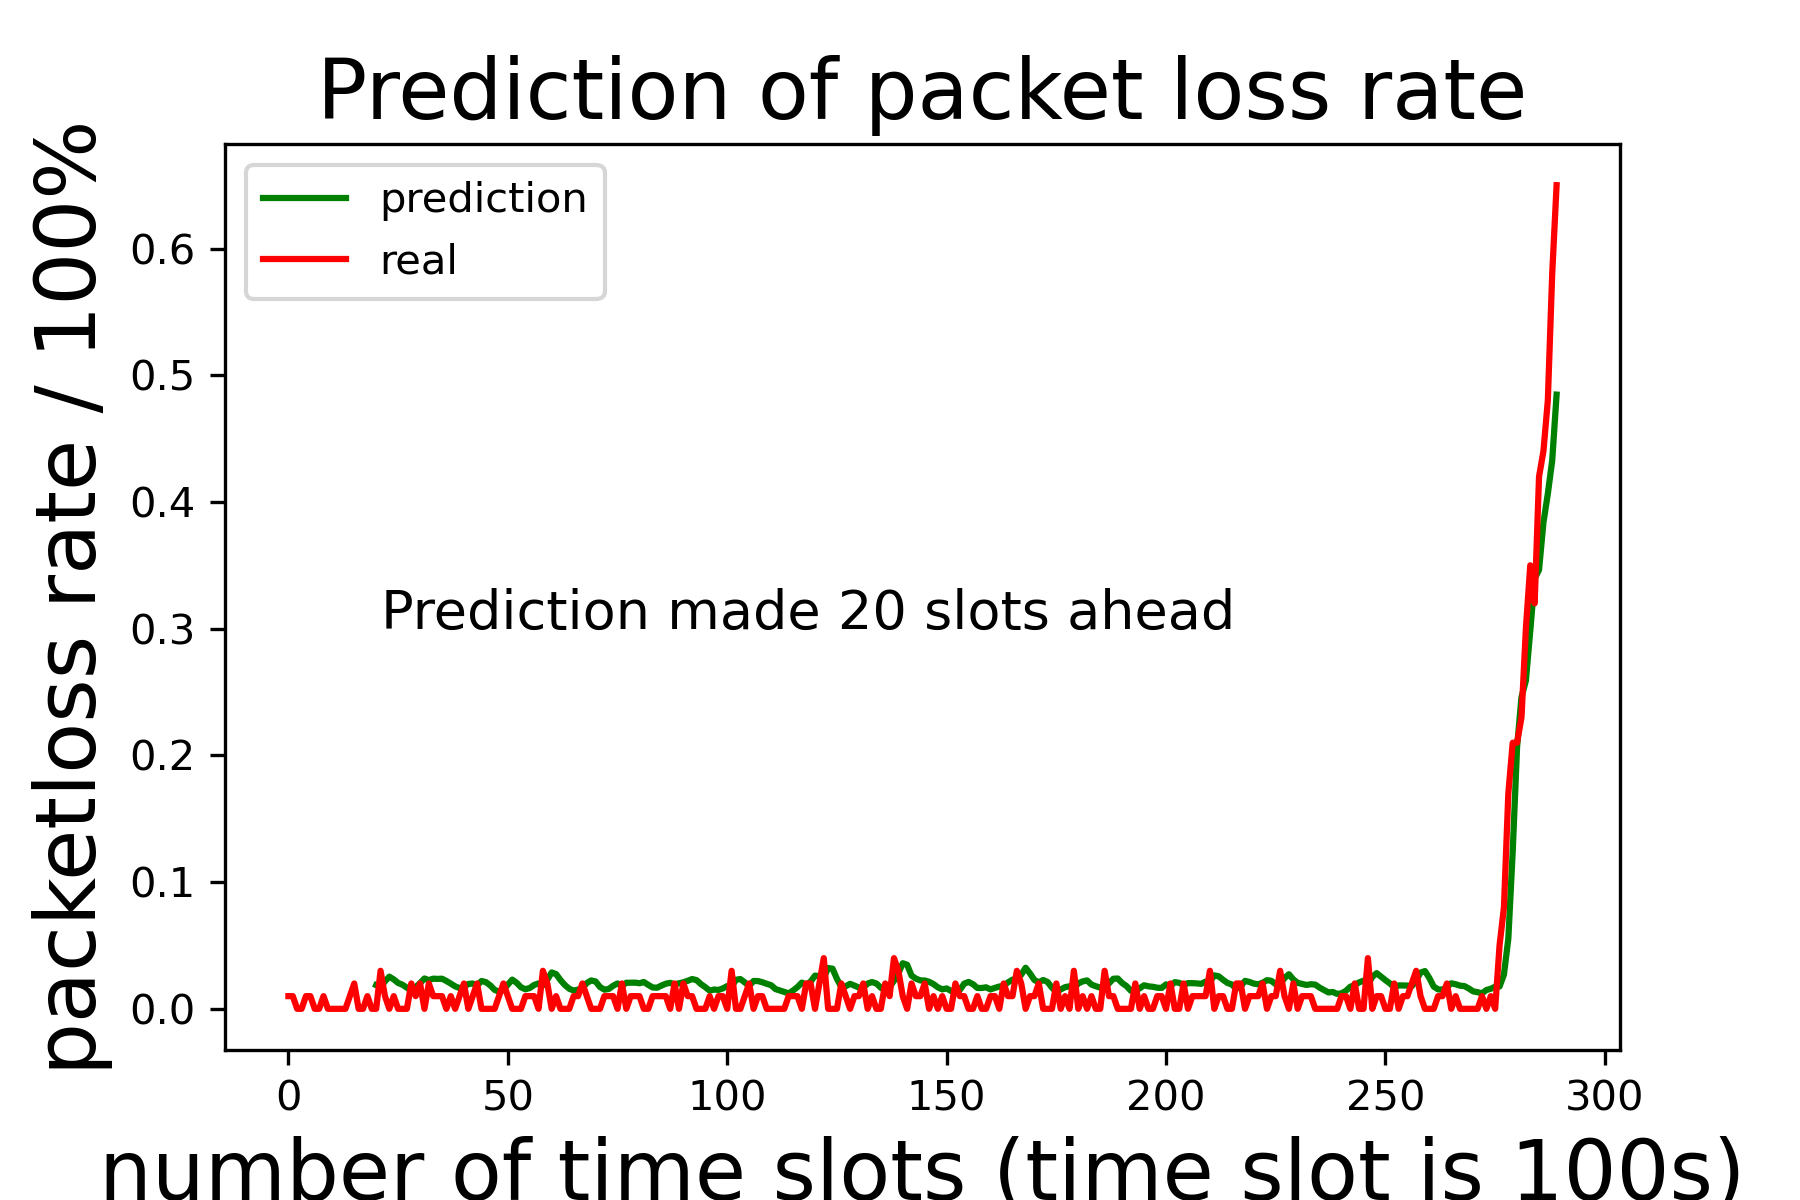 Prediction of packet loss rate
packetloss rate / 100%
prediction
real
0.6
0.5
0.4
0.3
0.2
0.1
0.0
Prediction made 20 slots ahead
0 50 100 150 200 250 300
number of time slots (time slot is 100s)